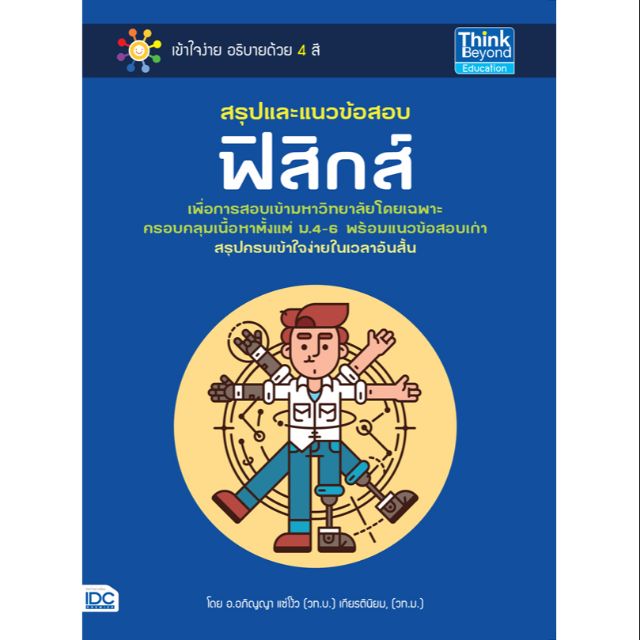 เข้าใจง่าย อธิบายด้วย 4 สี
Think
Beyond
Education
สรุปและแนวข้อสอบ
ฟิสิกส์
เพื่อการสอบเข้ามหาวิทยาลัยโดยเฉพาะ
ครอบคลุมเนื้อหาตั้งแต่ ม.4-6 พร้อมแนวข้อสอบเก่า
สรุปครบเข้าใจง่ายในเวลาอันสั้น
IDC
PREMIER
โดย อ.อภิญญา แซ่โง้ว (วท.บ.) เกียรตินิยม, (วท.ม.)